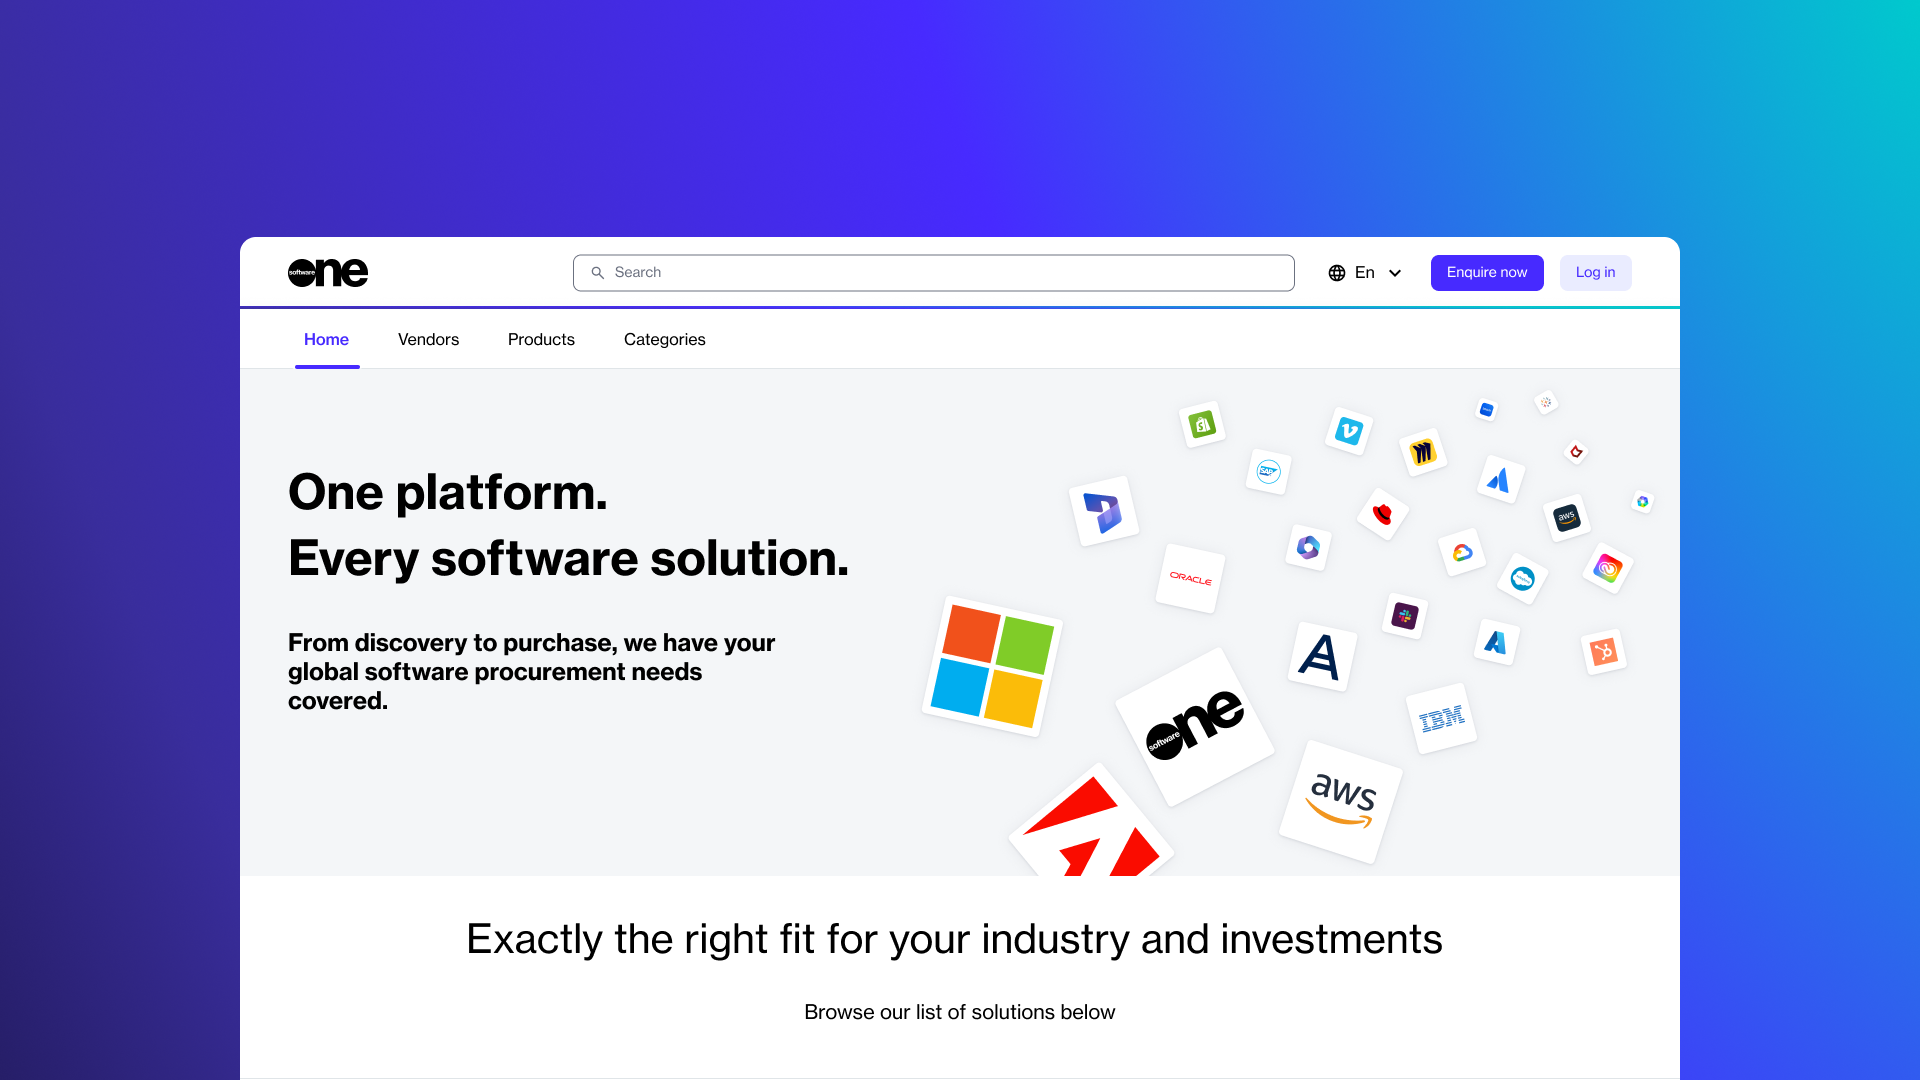 software one
Search
En
Enquire now
Log in
Home
Vendors
Products
Categories
One platform.
Every software solution.
From discovery to purchase, we have your
global software procurement needs
covered.
SAP
aws
ORACLE
software one
IBM
aws
Exactly the right fit for your industry and investments
Browse our list of solutions below